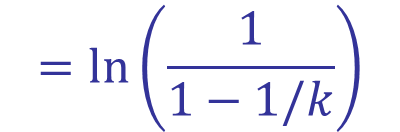 = ln(1/(1 − 1/k))